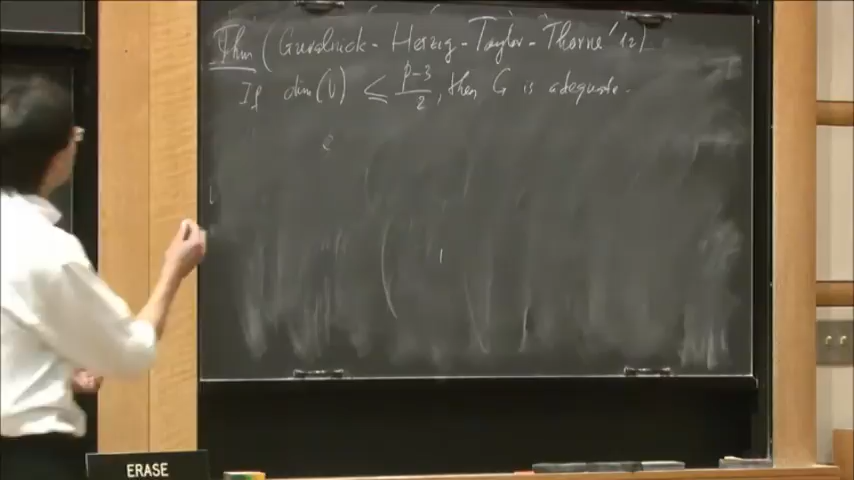 Thm (Guralnick - Herzig - Taylor - Thorne '12)
If dim(V) ≤ p-3/2, then G is adequate.
ERASE